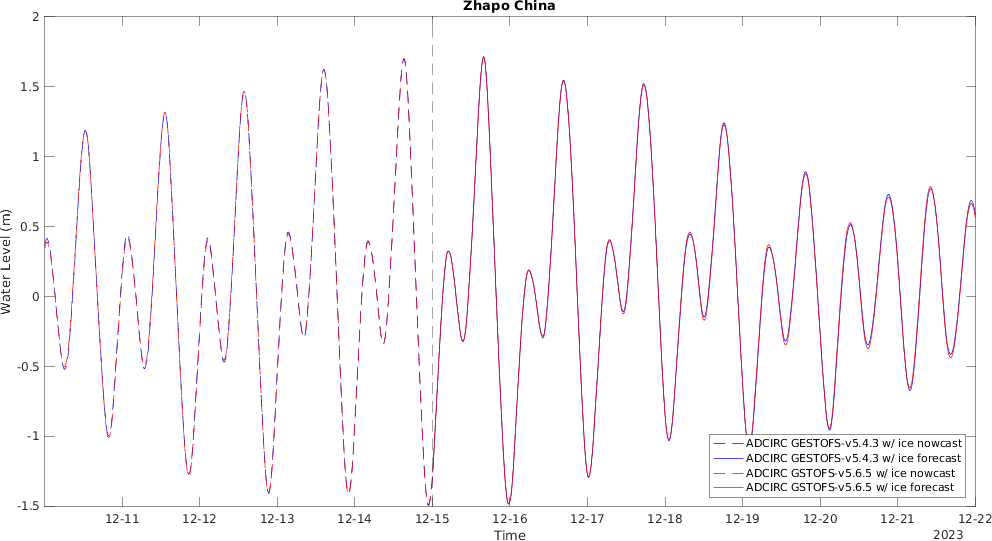 Zhapo China
2
1.5
1
0.5
0
-0.5
-1
-1.5
Water Level (m)
ADCIRC GESTOFS-v5.4.3 w/ ice nowcast
ADCIRC GESTOFS-v5.4.3 w/ ice forecast
ADCIRC GSTOFS-v5.6.5 w/ ice nowcast
ADCIRC GSTOFS-v5.6.5 w/ ice forecast
12-11 12-12 12-13 12-14 12-15 12-16 12-17 12-18 12-19 12-20 12-21 12-22
Time
2023